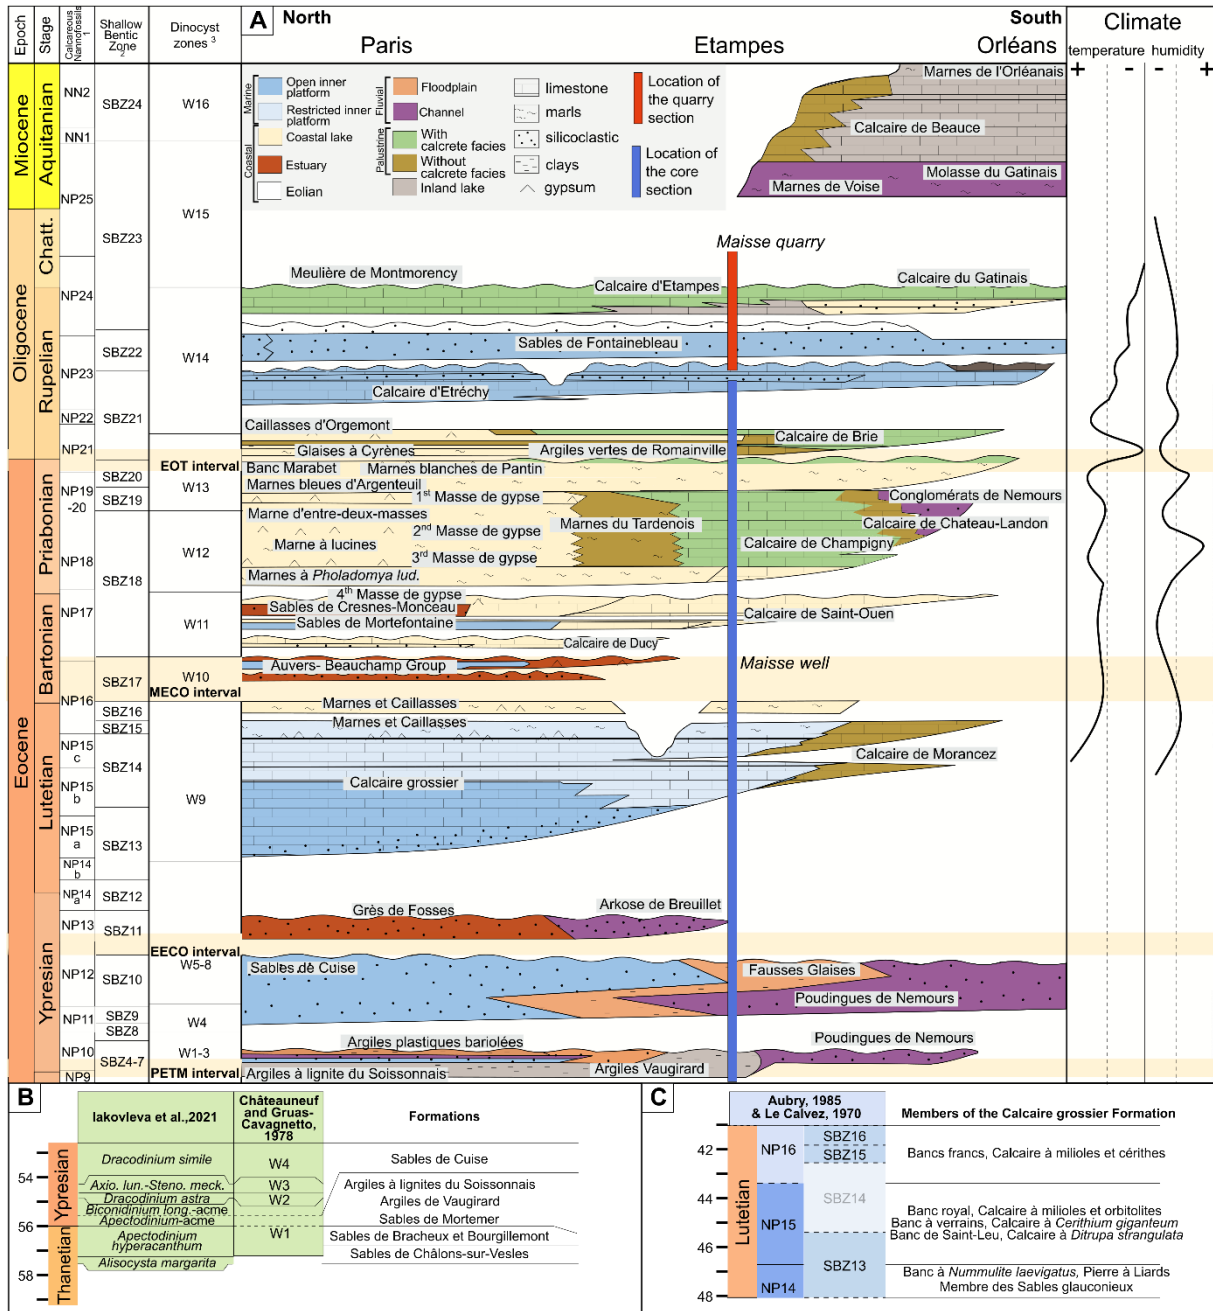 Epoch
Stage
Calcareous
Nannofossils
1
Shallow
Bentic
Zone
2
Dinocyst
zones 3
A
North
South
Paris
Etampes
Orléans
Climate
temperature
humidity
+
-
-
+
Miocene
Oligocene
Eocene
Aquitanian
Chatt.
Rupelian
Priabonian
Bartonian
Lutetian
Ypresian
NN2
NN1
NP25
NP24
NP23
NP22
NP21
NP19
-20
NP18
NP17
NP16
NP15
c
NP15
b
NP15
a
NP14
b
NP14
a
NP13
NP12
NP11
NP10
NP9
SBZ24
SBZ23
SBZ22
SBZ21
SBZ20
SBZ19
SBZ18
SBZ17
SBZ16
SBZ15
SBZ14
SBZ13
SBZ12
SBZ11
SBZ10
SBZ9
SBZ8
SBZ4-7
W16
W15
W14
EOT interval
W13
W12
W11
W10
MECO interval
W9
EECO interval
W5-8
W4
W1-3
PETM interval
Marine
Open inner
platform
Restricted inner
platform
Coastal
Coastal lake
Estuary
Eolian
Fluvial
Floodplain
Channel
Palustrine
With
calcrete facies
Without
calcrete facies
Inland lake
limestone
marls
silicoclastic
clays
gypsum
Location of
the quarry
section
Location of
the core
section
Marnes de l'Orléanais
Calcaire de Beauce
Molasse du Gatinais
Marnes de Voise
Maisse quarry
Meulière de Montmorency
Calcaire d'Etampes
Calcaire du Gatinais
Sables de Fontainebleau
Calcaire d'Etréchy
Caillasses d'Orgemont
Calcaire de Brie
Glaises à Cyrènes
Argiles vertes de Romainville
Banc Marabet
Marnes blanches de Pantin
Marnes bleues d'Argenteuil
1st Masse de gypse
Conglomérats de Nemours
Marne d'entre-deux-masses
Marnes du Tardenois
Calcaire de Chateau-Landon
2nd Masse de gypse
Marne à lucines
Calcaire de Champigny
3rd Masse de gypse
Marnes à Pholadomya lud.
4th Masse de gypse
Sables de Cresnes-Monceau
Calcaire de Saint-Ouen
Sables de Mortefontaine
Calcaire de Ducy
Auvers- Beauchamp Group
Maisse well
Marnes et Caillasses
Marnes et Caillasses
Calcaire de Morancez
Calcaire grossier
Grès de Fosses
Arkose de Breuillet
Sables de Cuise
Fausses Glaises
Poudingues de Nemours
Argiles plastiques bariolées
Poudingues de Nemours
Argiles à lignite du Soissonnais
Argiles Vaugirard
B
Iakovleva et al.,2021
Châteauneuf
and Gruas-
Cavagnetto,
1978
Formations
54
56
58
Ypresian
Thanetian
Dracodinium simile
Axio. lun.-Steno. meck.
Dracodinium astra
Biconidinium long.-acme
Apectodinium-acme
Apectodinium
hyperacanthum
Alisocysta margarita
W4
W3
W2
W1
Sables de Cuise
Argiles à lignites du Soissonnais
Argiles de Vaugirard
Sables de Mortemer
Sables de Bracheux et Bourgillemont
Sables de Châlons-sur-Vesles
C
Aubry, 1985
& Le Calvez, 1970
Members of the Calcaire grossier Formation
42
44
46
48
Lutetian
NP16
NP15
NP14
SBZ16
SBZ15
SBZ14
SBZ13
Bancs francs, Calcaire à milioles et cérithes
Banc royal, Calcaire à milioles et orbitolites
Banc à verrains, Calcaire à Cerithium giganteum
Banc de Saint-Leu, Calcaire à Ditrupa strangulata
Banc à Nummulite laevigatus, Pierre à Liards
Membre des Sables glauconieux